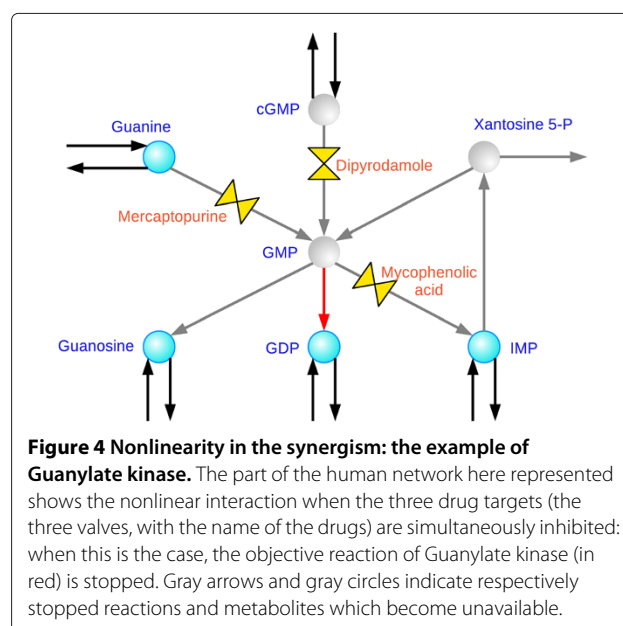 cGMP
Guanine
Xantosine 5-P
Dipyrodamole
Mercaptopurine
GMP
Mycophenolic
acid
Guanosine
GDP
IMP
Figure 4 Nonlinearity in the synergism: the example of
Guanylate kinase. The part of the human network here represented
shows the nonlinear interaction when the three drug targets (the
three valves, with the name of the drugs) are simultaneously inhibited:
when this is the case, the objective reaction of Guanylate kinase (in
red) is stopped. Gray arrows and gray circles indicate respectively
stopped reactions and metabolites which become unavailable.